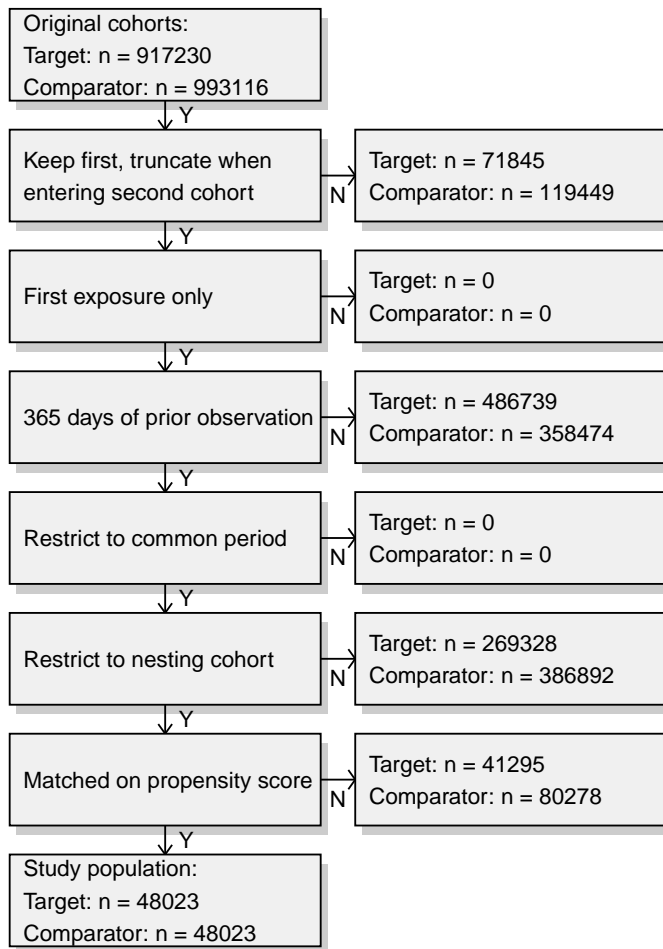 Original cohorts:
Target: n = 917230
Comparator: n = 993116
Y
Keep first, truncate when
entering second cohort
N
Target: n = 71845
Comparator: n = 119449
Y
First exposure only
N
Target: n = 0
Comparator: n = 0
Y
365 days of prior observation
N
Target: n = 486739
Comparator: n = 358474
Y
Restrict to common period
N
Target: n = 0
Comparator: n = 0
Y
Restrict to nesting cohort
N
Target: n = 269328
Comparator: n = 386892
Y
Matched on propensity score
N
Target: n = 41295
Comparator: n = 80278
Y
Study population:
Target: n = 48023
Comparator: n = 48023